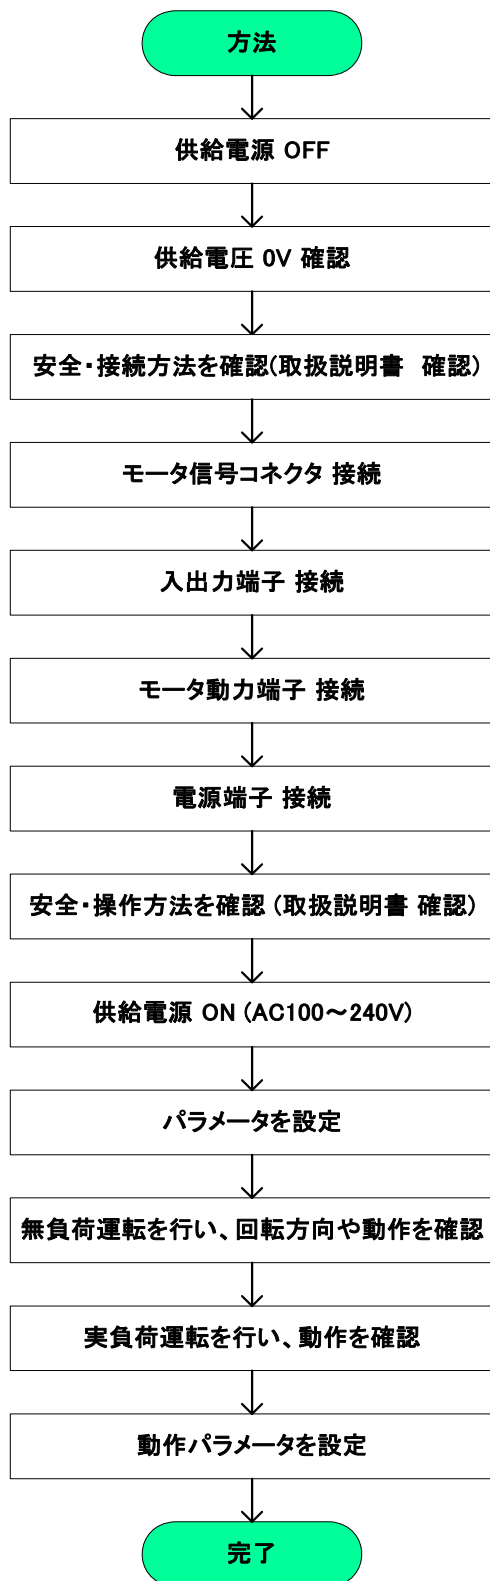 方法
供給電源 OFF
供給電圧 0V 確認
安全・接続方法を確認(取扱説明書　確認)
モータ信号コネクタ 接続
入出力端子 接続
モータ動力端子 接続
電源端子 接続
安全・操作方法を確認 (取扱説明書 確認)
供給電源 ON (AC100～240V)
パラメータを設定
無負荷運転を行い、回転方向や動作を確認
実負荷運転を行い、動作を確認
動作パラメータを設定
完了